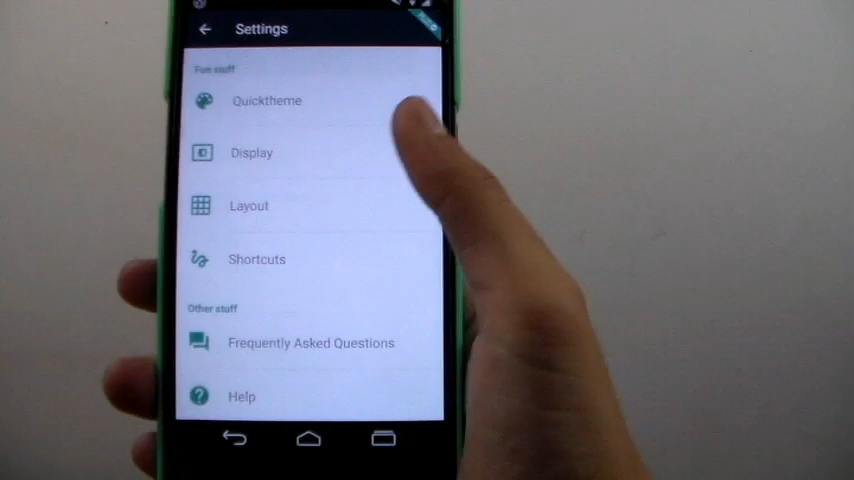 Settings
Fun stuff
Quicktheme
Display
Layout
Shortcuts
Other stuff
Frequently Asked Questions
Help